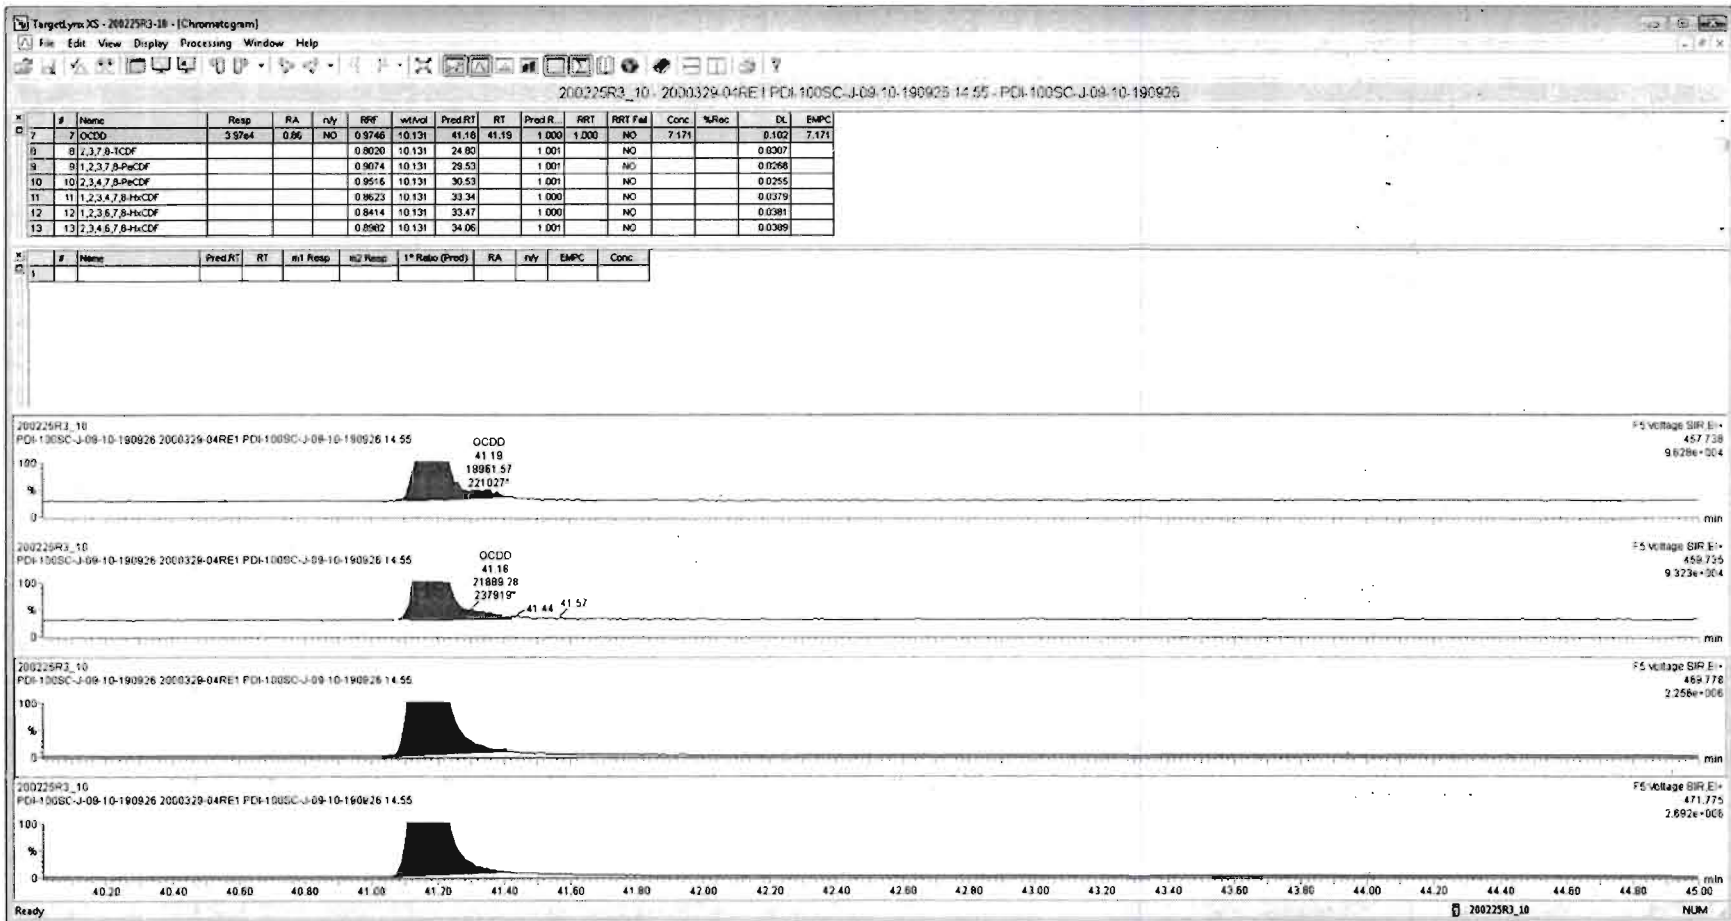 TargetLynx XS - 200225R3-10 - [Chromatogram]
File Edit View Display Processing Window Help
200225R3_10 - 2000329-04RE1 PDI-100SC-J-09-10-190926 14.55 - PDI-100SC-J-09-10-190926
# Name Resp RA n/y RRF wt/vol Pred.RT RT Pred R... RRT RRT Fail Conc %Rec DL EMPC
7 7 OCDD 3.97e4 0.86 NO 0.9746 10.131 41.16 41.19 1.000 1.000 NO 7.171 0.102 7.171
8 8 2,3,7,8-TCDF 0.8020 10.131 24.80 1.001 NO 0.0307
9 9 1,2,3,7,8-PeCDF 0.9074 10.131 29.53 1.001 NO 0.0268
10 10 2,3,4,7,8-PeCDF 0.9516 10.131 30.53 1.001 NO 0.0255
11 11 1,2,3,4,7,8-HxCDF 0.8623 10.131 33.34 1.000 NO 0.0379
12 12 1,2,3,6,7,8-HxCDF 0.8414 10.131 33.47 1.000 NO 0.0381
13 13 2,3,4,6,7,8-HxCDF 10.131 34.06 1.001 NO 0.0389
# Name Pred.RT RT m1 Resp m2 Resp 1° Ratio (Pred) RA n/y EMPC Conc
1
200225R3_10 F5:Voltage SIR,EI+
PDI-100SC-J-09-10-190926 2000329-04RE1 PDI-100SC-J-09-10-190926 14.55 457.738
OCDD 9.628e+004
41.19
100 18961.57
221027*
%
0 min
200225R3_10 F5:Voltage SIR,EI+
PDI-100SC-J-09-10-190926 2000329-04RE1 PDI-100SC-J-09-10-190926 14.55 459.735
OCDD 9.323e+004
41.16
100 21889.28
237919*
% 41.44 41.57
0 min
200225R3_10 F5:Voltage SIR,EI+
PDI-100SC-J-09-10-190926 2000329-04RE1 PDI-100SC-J-09-10-190926 14.55 469.778
2.256e+006
100
%
0 min
200225R3_10 F5:Voltage SIR,EI+
PDI-100SC-J-09-10-190926 2000329-04RE1 PDI-100SC-J-09-10-190926 14.55 471.775
2.692e+006
100
%
0 min
40.20 40.40 40.60 40.80 41.00 41.20 41.40 41.60 41.80 42.00 42.20 42.40 42.60 42.80 43.00 43.20 43.40 43.60 43.80 44.00 44.20 44.40 44.60 44.80 45.00
Ready 200225R3_10 NUM